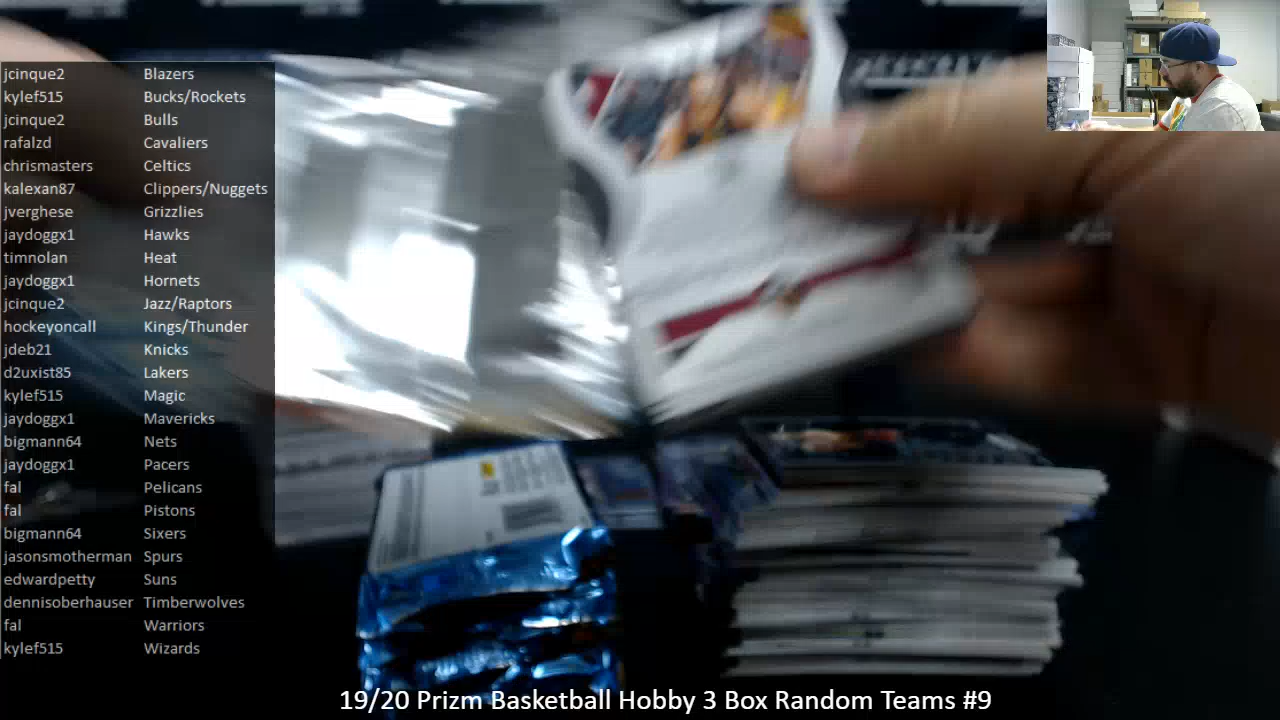 jcinque2 Blazers
kylef515 Bucks/Rockets
jcinque2 Bulls
rafalzd Cavaliers
chrismasters Celtics
kalexan87 Clippers/Nuggets
jverghese Grizzlies
jaydoggx1 Hawks
timnolan Heat
jaydoggx1 Hornets
jcinque2 Jazz/Raptors
hockeyoncall Kings/Thunder
jdeb21 Knicks
d2uxist85 Lakers
kylef515 Magic
jaydoggx1 Mavericks
bigmann64 Nets
jaydoggx1 Pacers
fal Pelicans
fal Pistons
bigmann64 Sixers
jasonsmotherman Spurs
edwardpetty Suns
dennisoberhauser Timberwolves
fal Warriors
kylef515 Wizards
19/20 Prizm Basketball Hobby 3 Box Random Teams #9